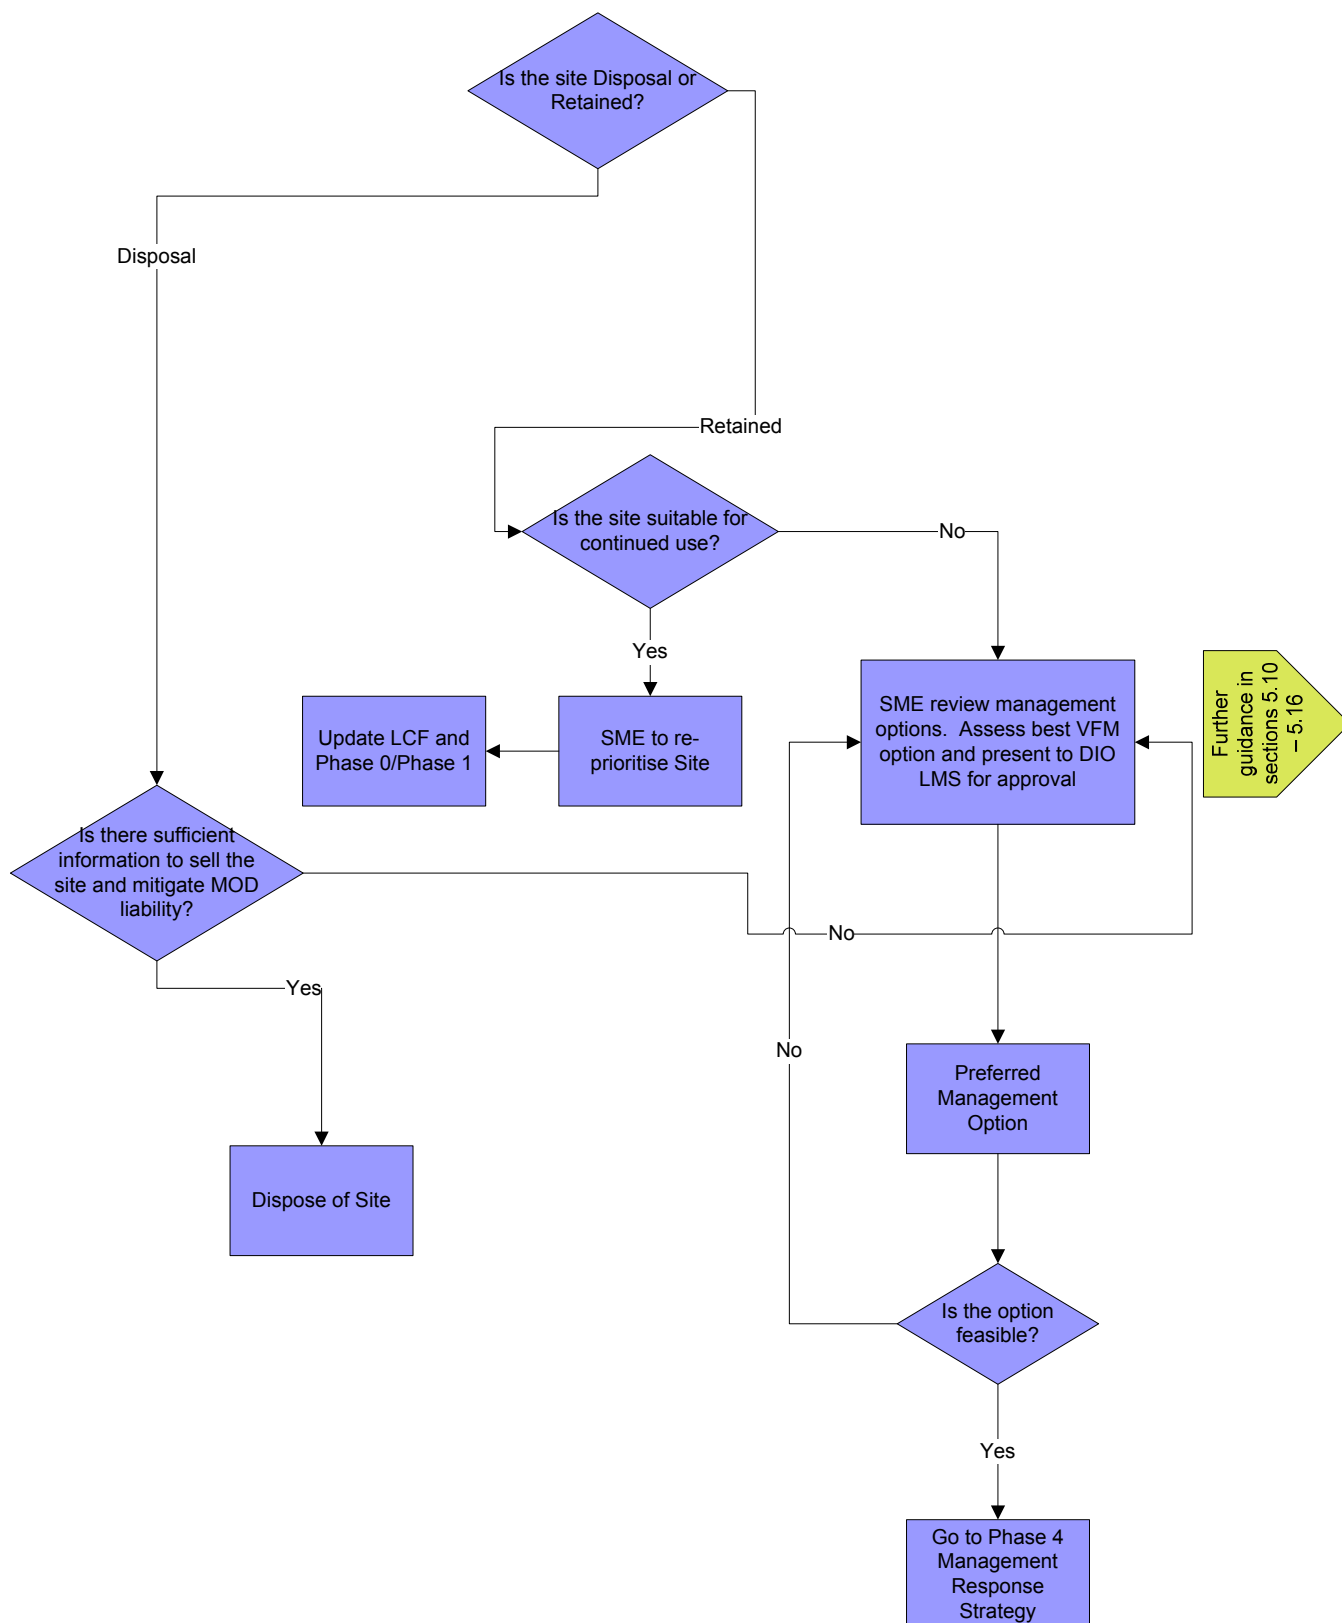 Is the site Disposal or
Retained?
Disposal
Retained
Is the site suitable for
continued use?
No
Yes
Update LCF and
Phase 0/Phase 1
SME to re-
prioritise Site
SME review management
options.  Assess best VFM
option and present to DIO
LMS for approval
Further
guidance in
sections 5.10
– 5.16
Is there sufficient
information to sell the
site and mitigate MOD
liability?
No
Yes
No
Preferred
Management
Option
Dispose of Site
Is the option
feasible?
Yes
Go to Phase 4
Management
Response
Strategy